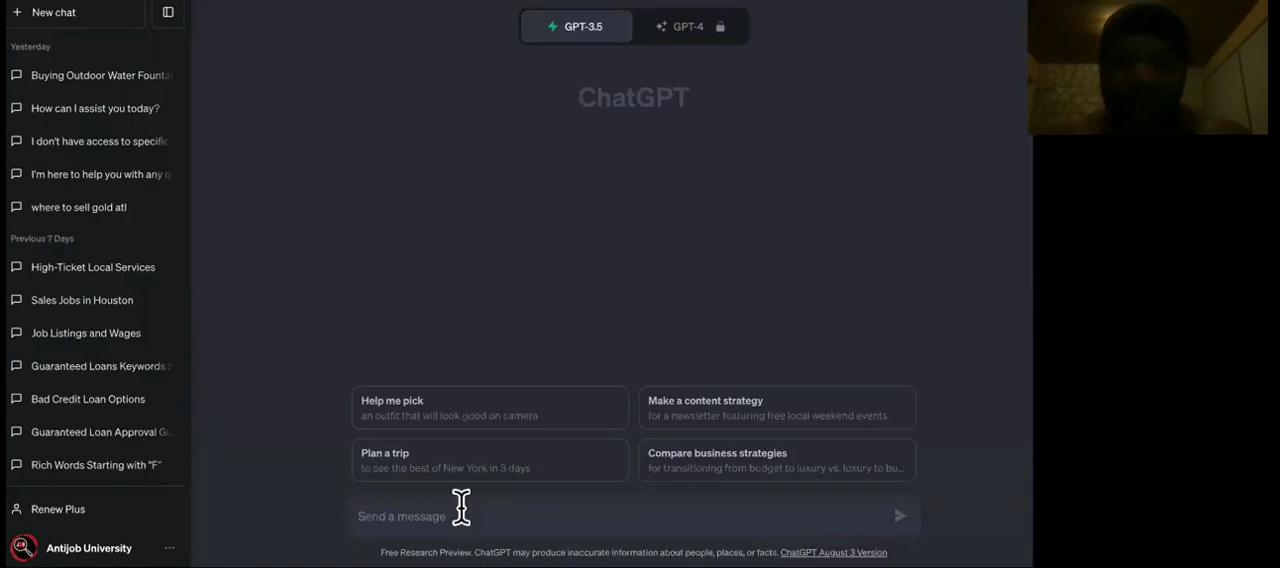 + New chat
Yesterday
Buying Outdoor Water Founta
How can I assist you today?
I don't have access to specific
I'm here to help you with any q
where to sell gold atl
Previous 7 Days
High-Ticket Local Services
Sales Jobs in Houston
Job Listings and Wages
Guaranteed Loans Keywords
Bad Credit Loan Options
Guaranteed Loan Approval Gu
Rich Words Starting with "F"
Renew Plus
Antijob University
GPT-3.5
GPT-4
ChatGPT
Help me pick
an outfit that will look good on camera
Make a content strategy
for a newsletter featuring free local weekend events
Plan a trip
to see the best of New York in 3 days
Compare business strategies
for transitioning from budget to luxury vs. luxury to bu...
Send a message
Free Research Preview. ChatGPT may produce inaccurate information about people, places, or facts. ChatGPT August 3 Version